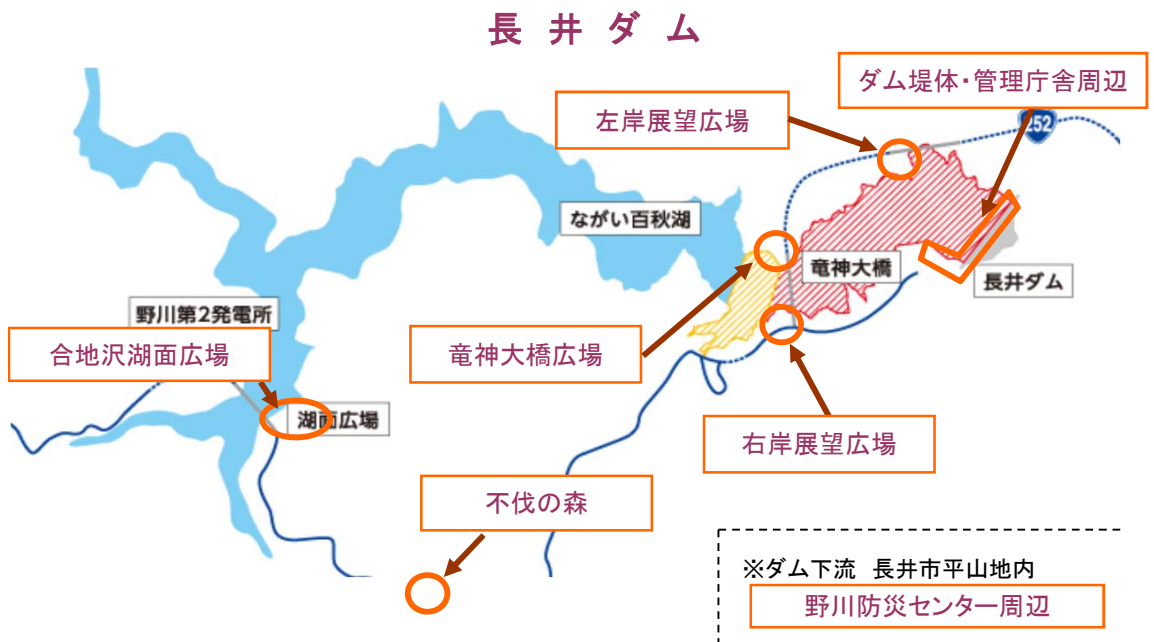 長井ダム
ダム堤体・管理庁舎周辺
左岸展望広場
252
ながい百秋湖
竜神大橋
長井ダム
野川第2発電所
合地沢湖面広場
竜神大橋広場
湖面広場
右岸展望広場
不伐の森
※ダム下流 長井市平山地内
野川防災センター周辺